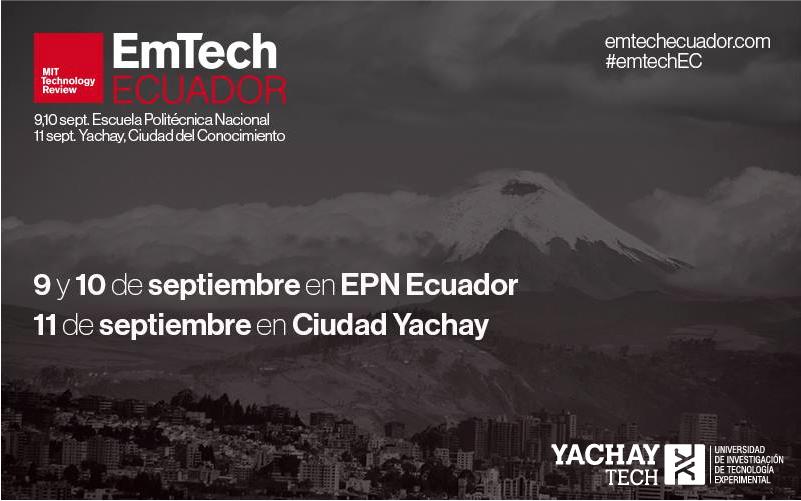 MIT
Technology
Review
EmTech
ECUADOR
9,10 sept. Escuela Politécnica Nacional
11 sept. Yachay, Ciudad del Conocimiento
emtechecuador.com
#emtechEC
9 y 10 de septiembre en EPN Ecuador
11 de septiembre en Ciudad Yachay
YACHAY
TECH
UNIVERSIDAD
DE INVESTIGACIÓN
DE TECNOLOGÍA
EXPERIMENTAL